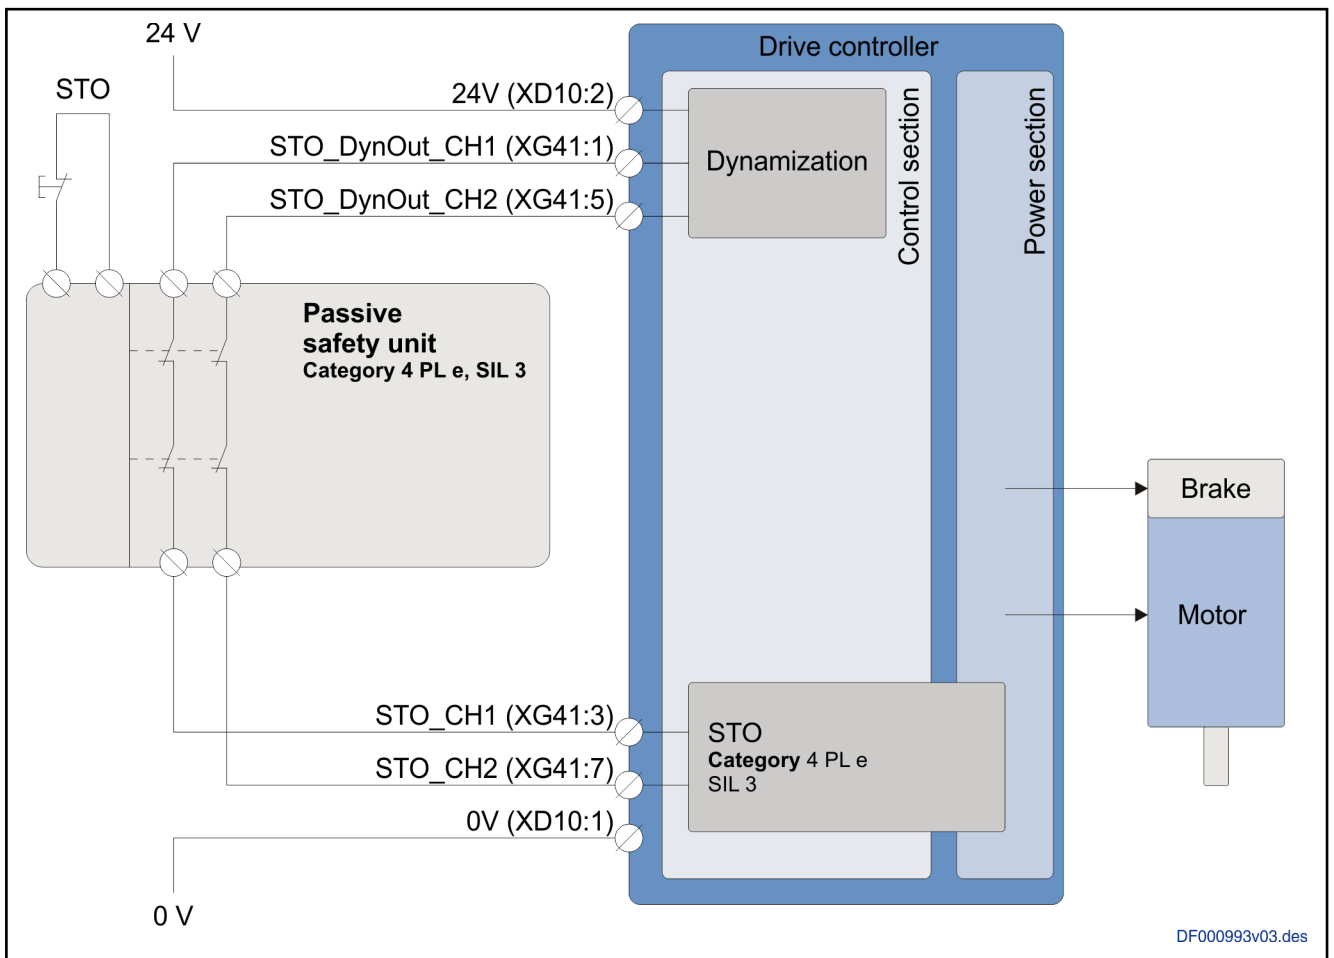 24 V
STO
Drive controller
24V (XD10:2)
STO_DynOut_CH1 (XG41:1)
STO_DynOut_CH2 (XG41:5)
Dynamization
Control section
Power section
Passive
safety unit
Category 4 PL e, SIL 3
Brake
Motor
STO_CH1 (XG41:3)
STO_CH2 (XG41:7)
0V (XD10:1)
STO
Category 4 PL e
SIL 3
0 V
DF000993v03.des